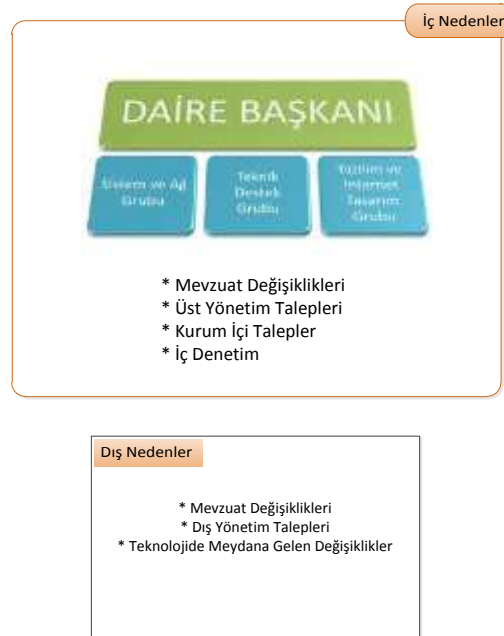 İç Nedenler
DAİRE BAŞKANI
Sistem ve Ağ
Grubu
Teknik
Destek
Grubu
Yazılım ve
İnternet
Tasarım
Grubu
* Mevzuat Değişiklikleri
* Üst Yönetim Talepleri
* Kurum İçi Talepler
* İç Denetim
Dış Nedenler
* Mevzuat Değişiklikleri
* Dış Yönetim Talepleri
* Teknolojide Meydana Gelen Değişiklikler